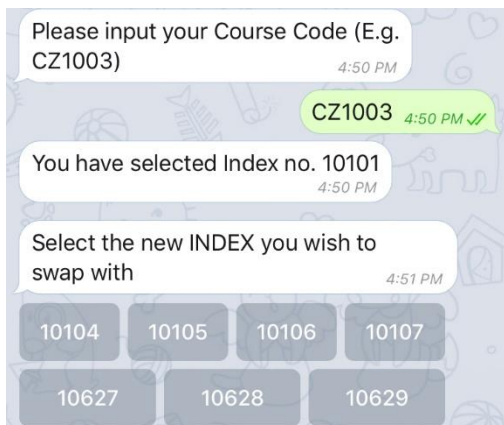 Please input your Course Code (E.g.
CZ1003)
4:50 PM
CZ1003 4:50 PM
You have selected Index no. 10101
4:50 PM
Select the new INDEX you wish to
swap with
4:51 PM
10104 10105 10106 10107
10627 10628 10629